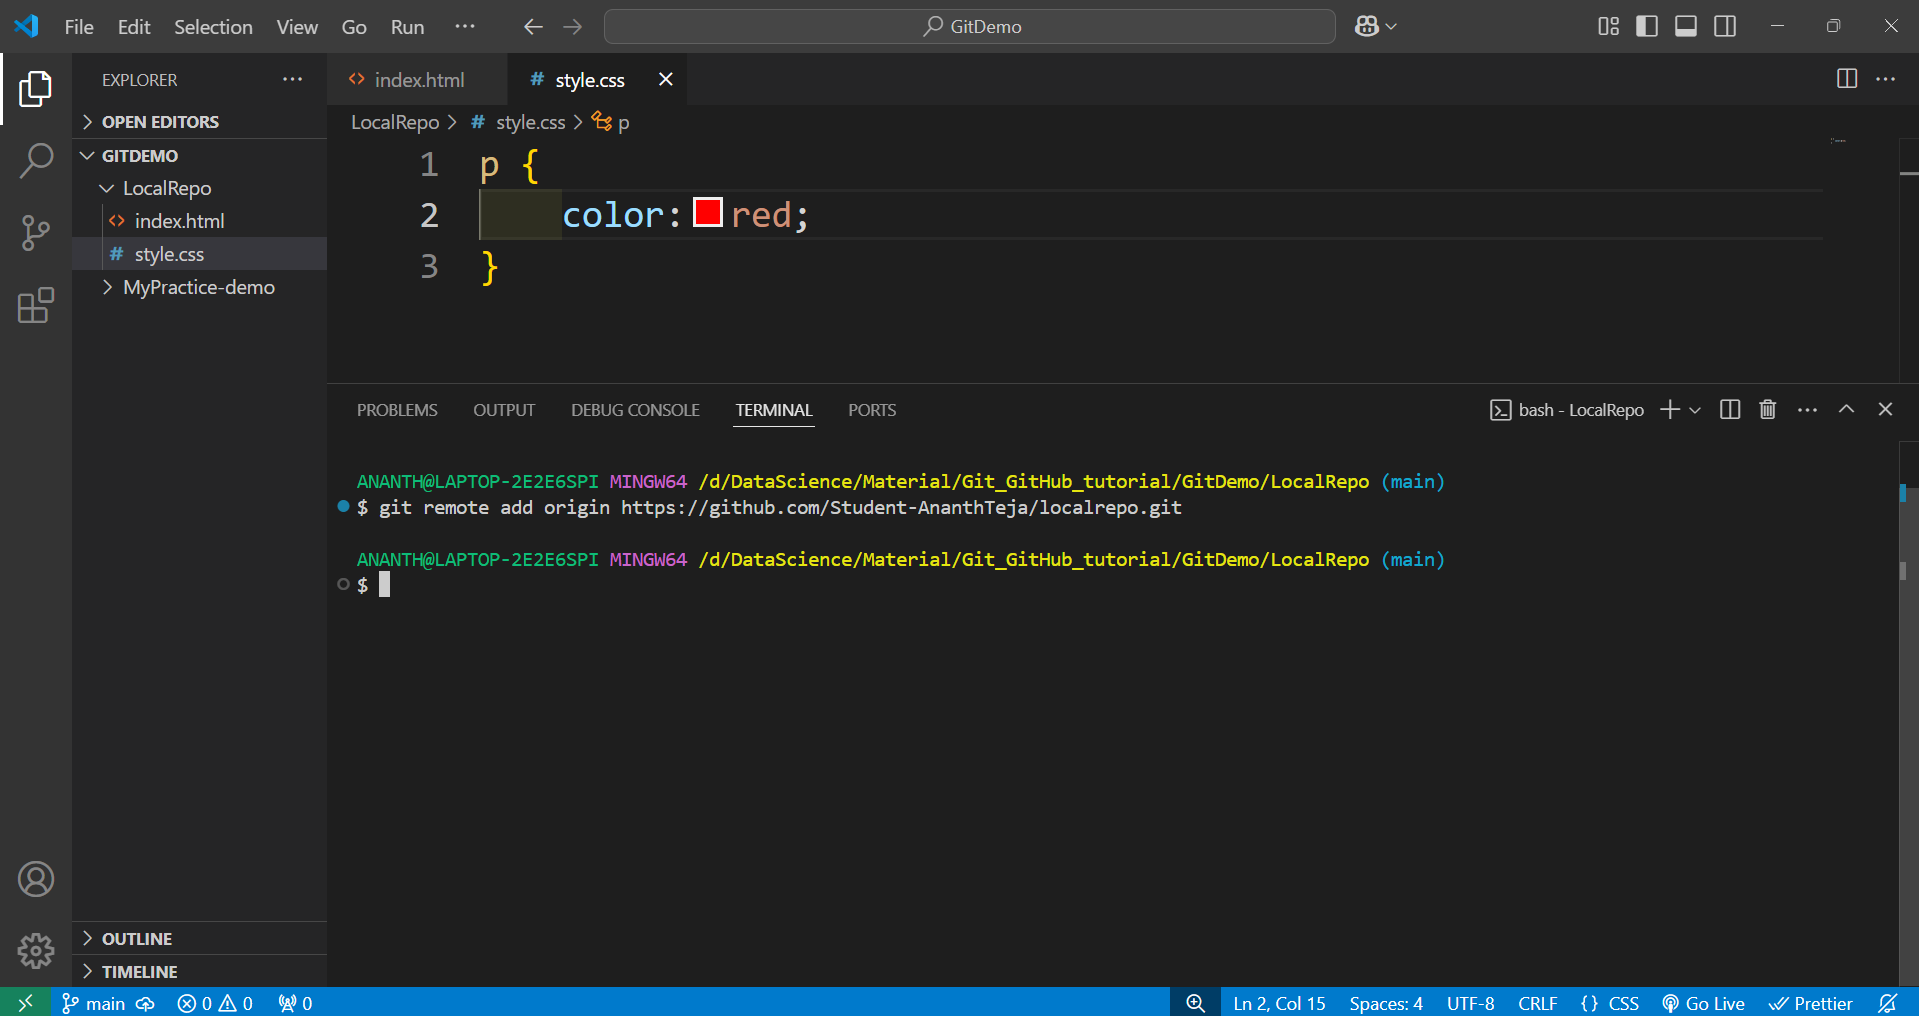 File Edit Selection View Go Run ··· GitDemo
EXPLORER ···
OPEN EDITORS
GITDEMO
LocalRepo
index.html
# style.css
MyPractice-demo
OUTLINE
TIMELINE
index.html # style.css
LocalRepo > # style.css > p
1 p {
2 color: red;
3 }
PROBLEMS OUTPUT DEBUG CONSOLE TERMINAL PORTS bash - LocalRepo
ANANTH@LAPTOP-2E2E6SPI MINGW64 /d/DataScience/Material/Git_GitHub_tutorial/GitDemo/LocalRepo (main)
$ git remote add origin https://github.com/Student-AnanthTeja/localrepo.git
ANANTH@LAPTOP-2E2E6SPI MINGW64 /d/DataScience/Material/Git_GitHub_tutorial/GitDemo/LocalRepo (main)
$
main 0 0 0 Ln 2, Col 15 Spaces: 4 UTF-8 CRLF {} CSS Go Live Prettier